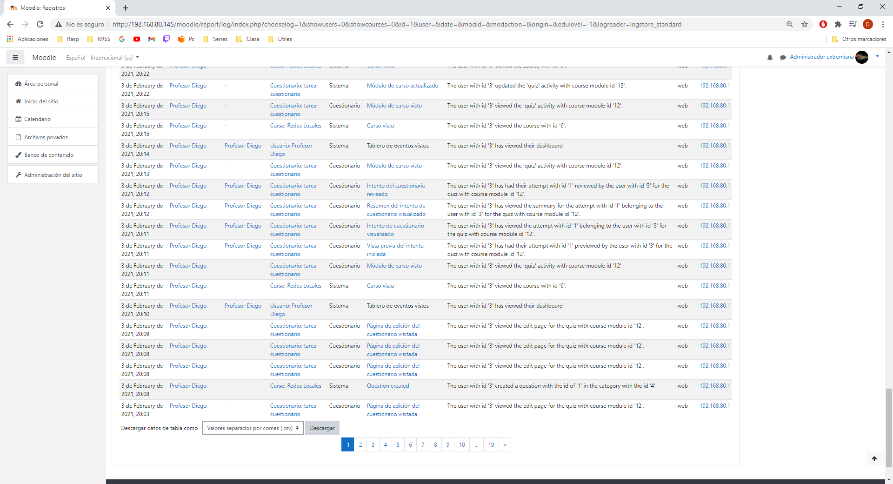 Moodle: Registros
No es seguro | http://192.168.80.145/moodle/report/log/index.php?chooselog=1&showusers=0&showcourses=0&id=1&user=&date=&modid=&modaction=&origin=&edulevel=-1&logreader=logstore_standard
Aplicaciones Rasp RRSS Pc Series Clase Utiles Otros marcadores
Moodle Español - Internacional (es) Administrador entreniana
Área personal
Inicio del sitio
Calendario
Archivos privados
Banco de contenido
Administración del sitio
2021, 20:22 cuestionario
3 de February de 2021, 20:22 Profesor Diego - Cuestionario: tarea cuestionario Sistema Módulo de curso actualizado The user with id '3' updated the 'quiz' activity with course module id '12'. web 192.168.80.1
3 de February de 2021, 20:15 Profesor Diego - Cuestionario: tarea cuestionario Cuestionario Módulo de curso visto The user with id '3' viewed the 'quiz' activity with course module id '12'. web 192.168.80.1
3 de February de 2021, 20:15 Profesor Diego - Curso: Redes Locales Sistema Curso visto The user with id '3' viewed the course with id '6'. web 192.168.80.1
3 de February de 2021, 20:14 Profesor Diego Profesor Diego Usuario: Profesor Diego Sistema Tablero de eventos vistos The user with id '3' has viewed their dashboard web 192.168.80.1
3 de February de 2021, 20:13 Profesor Diego - Cuestionario: tarea cuestionario Cuestionario Módulo de curso visto The user with id '3' viewed the 'quiz' activity with course module id '12'. web 192.168.80.1
3 de February de 2021, 20:12 Profesor Diego Profesor Diego Cuestionario: tarea cuestionario Cuestionario Intento del cuestionario revisado The user with id '3' has had their attempt with id '1' reviewed by the user with id '3' for the quiz with course module id '12'. web 192.168.80.1
3 de February de 2021, 20:12 Profesor Diego Profesor Diego Cuestionario: tarea cuestionario Cuestionario Resumen del intento de cuestionario visualizado The user with id '3' has viewed the summary for the attempt with id '1' belonging to the user with id '3' for the quiz with course module id '12'. web 192.168.80.1
3 de February de 2021, 20:11 Profesor Diego Profesor Diego Cuestionario: tarea cuestionario Cuestionario Intento de cuestionario visualizado The user with id '3' has viewed the attempt with id '1' belonging to the user with id '3' for the quiz with course module id '12'. web 192.168.80.1
3 de February de 2021, 20:11 Profesor Diego Profesor Diego Cuestionario: tarea cuestionario Cuestionario Vista previa del intento iniciada The user with id '3' has had their attempt with id '1' previewed by the user with id '3' for the quiz with course module id '12'. web 192.168.80.1
3 de February de 2021, 20:11 Profesor Diego - Cuestionario: tarea cuestionario Cuestionario Módulo de curso visto The user with id '3' viewed the 'quiz' activity with course module id '12'. web 192.168.80.1
3 de February de 2021, 20:11 Profesor Diego - Curso: Redes Locales Sistema Curso visto The user with id '3' viewed the course with id '6'. web 192.168.80.1
3 de February de 2021, 20:10 Profesor Diego Profesor Diego Usuario: Profesor Diego Sistema Tablero de eventos vistos The user with id '3' has viewed their dashboard web 192.168.80.1
3 de February de 2021, 20:09 Profesor Diego - Cuestionario: tarea cuestionario Cuestionario Página de edición del cuestionario visitada The user with id '3' viewed the edit page for the quiz with course module id '12'. web 192.168.80.1
3 de February de 2021, 20:08 Profesor Diego - Cuestionario: tarea cuestionario Cuestionario Página de edición del cuestionario visitada The user with id '3' viewed the edit page for the quiz with course module id '12'. web 192.168.80.1
3 de February de 2021, 20:08 Profesor Diego - Cuestionario: tarea cuestionario Cuestionario Página de edición del cuestionario visitada The user with id '3' viewed the edit page for the quiz with course module id '12'. web 192.168.80.1
3 de February de 2021, 20:08 Profesor Diego - Curso: Redes Locales Sistema Question created The user with id '3' created a question with the id of '1' in the category with the id '4'. web 192.168.80.1
3 de February de 2021, 20:03 Profesor Diego - Cuestionario: tarea cuestionario Cuestionario Página de edición del cuestionario visitada The user with id '3' viewed the edit page for the quiz with course module id '12'. web 192.168.80.1
Descargar datos de tabla como Valores separados por comas (.csv) Descargar
1 2 3 4 5 6 7 8 9 10 ... 19 »